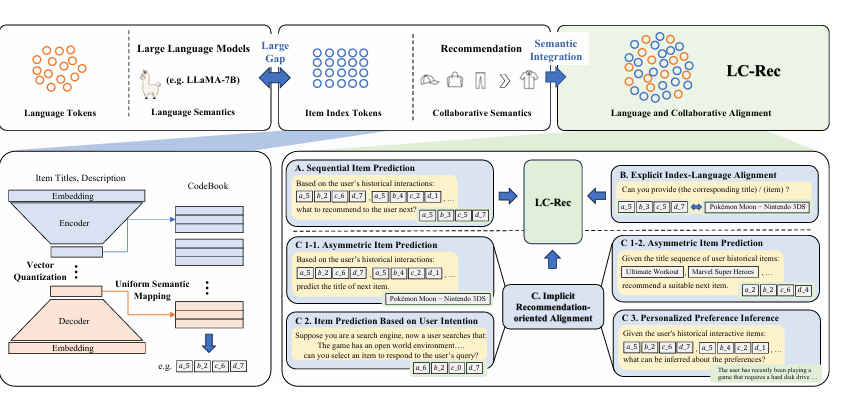 Large Language Models
(e.g. LLaMA-7B)
Language Tokens
Language Semantics
Large
Gap
Recommendation
Item Index Tokens
Collaborative Semantics
Semantic
Integration
LC-Rec
Language and Collaborative Alignment
Item Titles, Description
CodeBook
Embedding
Encoder
Vector
Quantization
Uniform Semantic
Mapping
Decoder
Embedding
e.g. a_5 b_2 c_6 d_7
A. Sequential Item Prediction
Based on the user's historical interactions:
a_5 b_2 c_6 d_7 , a_5 b_4 c_2 d_1 , …
what to recommend to the user next?
a_5 b_3 c_5 d_7
LC-Rec
B. Explicit Index-Language Alignment
Can you provide (the corresponding title) / (item) ?
a_5 b_3 c_5 d_7 Pokémon Moon − Nintendo 3DS
C 1-1. Asymmetric Item Prediction
Based on the user's historical interactions:
a_5 b_2 c_6 d_7 , a_5 b_4 c_2 d_1 , …
predict the title of next item.
Pokémon Moon − Nintendo 3DS
C 1-2. Asymmetric Item Prediction
Given the title sequence of user historical items:
Ultimate Workout , Marvel Super Heroes , …
recommend a suitable next item.
a_2 b_2 c_6 d_4
C. Implicit
Recommendation-
oriented Alignment
C 2. Item Prediction Based on User Intention
Suppose you are a search engine, now a user searches that:
The game has an open world environment….
can you select an item to respond to the user's query?
a_6 b_2 c_0 d_7
C 3. Personalized Preference Inference
Given the user's historical interactive items:
a_5 b_2 c_6 d_7 , a_5 b_4 c_2 d_1 , …
what can be inferred about the preferences?
The user has recently been playing a
game that requires a hard disk drive …